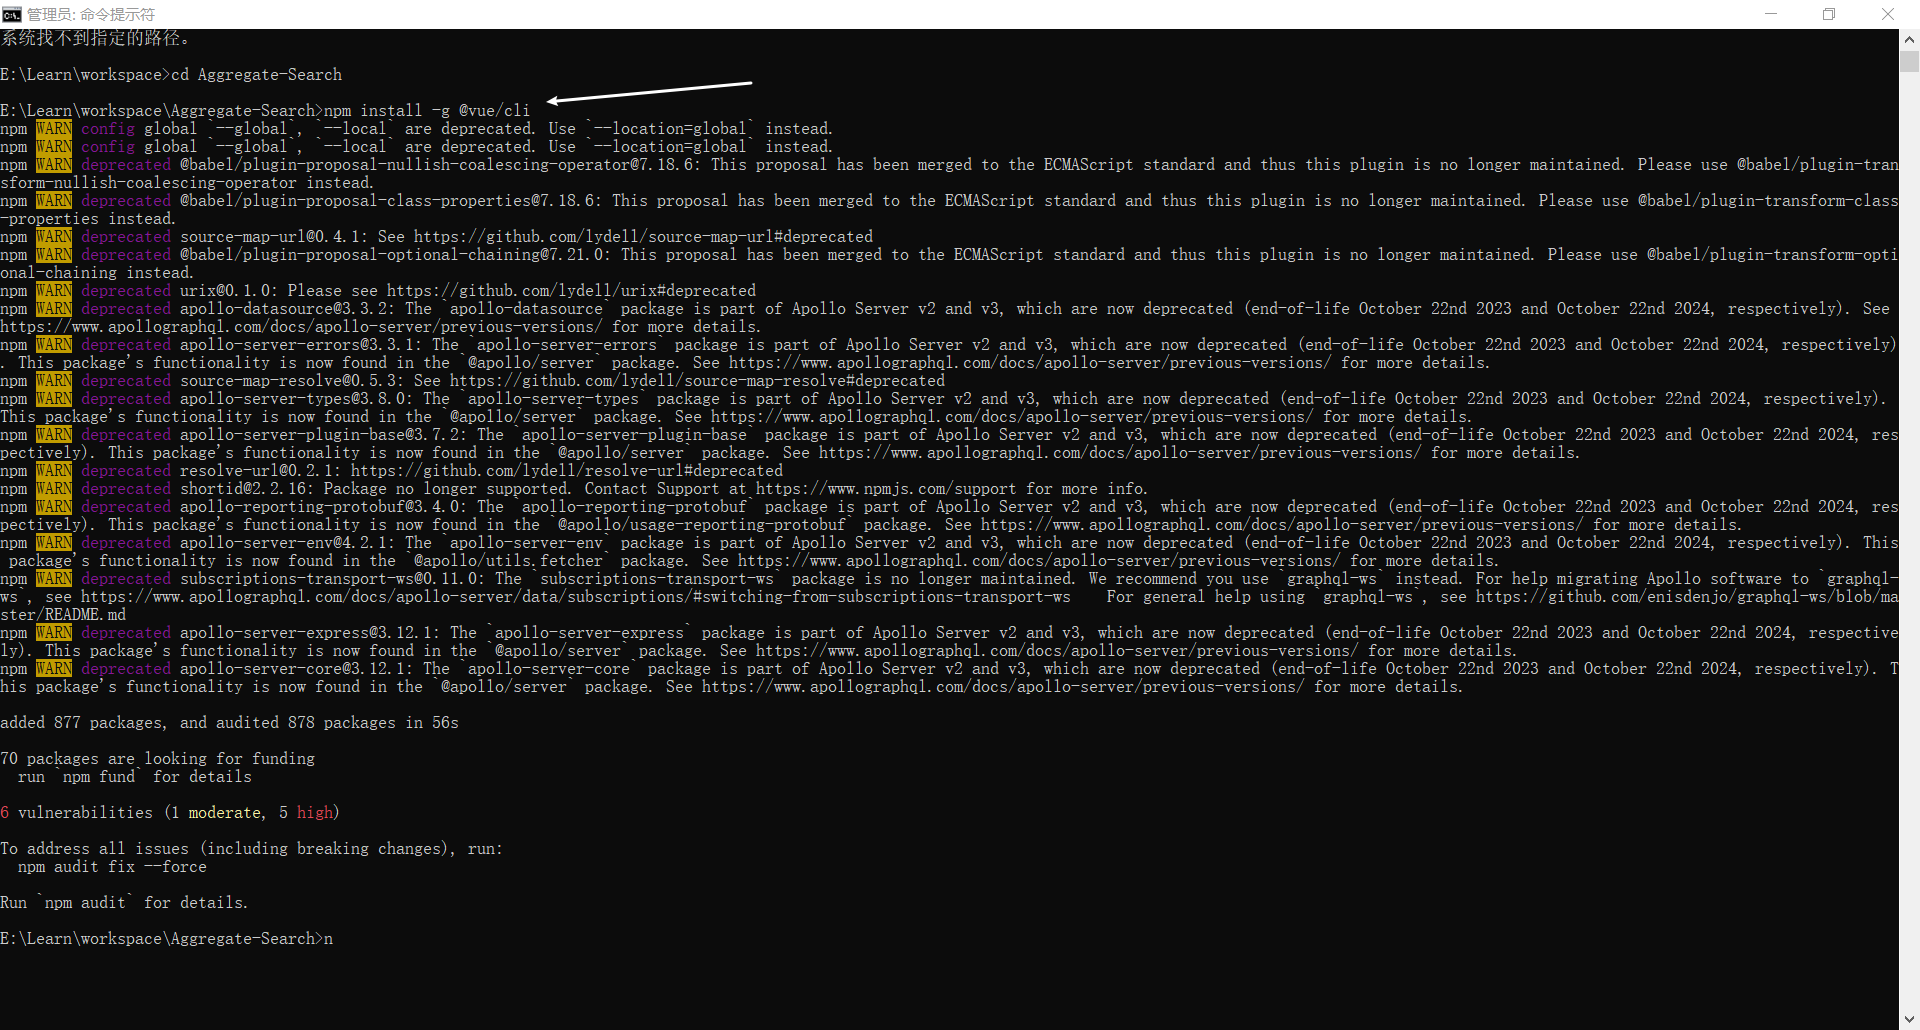 管理员: 命令提示符
系统找不到指定的路径。
E:\Learn\workspace>cd Aggregate-Search
E:\Learn\workspace\Aggregate-Search>npm install -g @vue/cli
npm WARN config global `--global`, `--local` are deprecated. Use `--location=global` instead.
npm WARN config global `--global`, `--local` are deprecated. Use `--location=global` instead.
npm WARN deprecated @babel/plugin-proposal-nullish-coalescing-operator@7.18.6: This proposal has been merged to the ECMAScript standard and thus this plugin is no longer maintained. Please use @babel/plugin-tran
sform-nullish-coalescing-operator instead.
npm WARN deprecated @babel/plugin-proposal-class-properties@7.18.6: This proposal has been merged to the ECMAScript standard and thus this plugin is no longer maintained. Please use @babel/plugin-transform-class
-properties instead.
npm WARN deprecated source-map-url@0.4.1: See https://github.com/lydell/source-map-url#deprecated
npm WARN deprecated @babel/plugin-proposal-optional-chaining@7.21.0: This proposal has been merged to the ECMAScript standard and thus this plugin is no longer maintained. Please use @babel/plugin-transform-opti
onal-chaining instead.
npm WARN deprecated urix@0.1.0: Please see https://github.com/lydell/urix#deprecated
npm WARN deprecated apollo-datasource@3.3.2: The `apollo-datasource` package is part of Apollo Server v2 and v3, which are now deprecated (end-of-life October 22nd 2023 and October 22nd 2024, respectively). See
https://www.apollographql.com/docs/apollo-server/previous-versions/ for more details.
npm WARN deprecated apollo-server-errors@3.3.1: The `apollo-server-errors` package is part of Apollo Server v2 and v3, which are now deprecated (end-of-life October 22nd 2023 and October 22nd 2024, respectively)
. This package's functionality is now found in the `@apollo/server` package. See https://www.apollographql.com/docs/apollo-server/previous-versions/ for more details.
npm WARN deprecated source-map-resolve@0.5.3: See https://github.com/lydell/source-map-resolve#deprecated
npm WARN deprecated apollo-server-types@3.8.0: The `apollo-server-types` package is part of Apollo Server v2 and v3, which are now deprecated (end-of-life October 22nd 2023 and October 22nd 2024, respectively).
This package's functionality is now found in the `@apollo/server` package. See https://www.apollographql.com/docs/apollo-server/previous-versions/ for more details.
npm WARN deprecated apollo-server-plugin-base@3.7.2: The `apollo-server-plugin-base` package is part of Apollo Server v2 and v3, which are now deprecated (end-of-life October 22nd 2023 and October 22nd 2024, res
pectively). This package's functionality is now found in the `@apollo/server` package. See https://www.apollographql.com/docs/apollo-server/previous-versions/ for more details.
npm WARN deprecated resolve-url@0.2.1: https://github.com/lydell/resolve-url#deprecated
npm WARN deprecated shortid@2.2.16: Package no longer supported. Contact Support at https://www.npmjs.com/support for more info.
npm WARN deprecated apollo-reporting-protobuf@3.4.0: The `apollo-reporting-protobuf` package is part of Apollo Server v2 and v3, which are now deprecated (end-of-life October 22nd 2023 and October 22nd 2024, res
pectively). This package's functionality is now found in the `@apollo/usage-reporting-protobuf` package. See https://www.apollographql.com/docs/apollo-server/previous-versions/ for more details.
npm WARN deprecated apollo-server-env@4.2.1: The `apollo-server-env` package is part of Apollo Server v2 and v3, which are now deprecated (end-of-life October 22nd 2023 and October 22nd 2024, respectively). This
package's functionality is now found in the `@apollo/utils.fetcher` package. See https://www.apollographql.com/docs/apollo-server/previous-versions/ for more details.
npm WARN deprecated subscriptions-transport-ws@0.11.0: The `subscriptions-transport-ws` package is no longer maintained. We recommend you use `graphql-ws` instead. For help migrating Apollo software to `graphql-
ws`, see https://www.apollographql.com/docs/apollo-server/data/subscriptions/#switching-from-subscriptions-transport-ws    For general help using `graphql-ws`, see https://github.com/enisdenjo/graphql-ws/blob/ma
ster/README.md
npm WARN deprecated apollo-server-express@3.12.1: The `apollo-server-express` package is part of Apollo Server v2 and v3, which are now deprecated (end-of-life October 22nd 2023 and October 22nd 2024, respective
ly). This package's functionality is now found in the `@apollo/server` package. See https://www.apollographql.com/docs/apollo-server/previous-versions/ for more details.
npm WARN deprecated apollo-server-core@3.12.1: The `apollo-server-core` package is part of Apollo Server v2 and v3, which are now deprecated (end-of-life October 22nd 2023 and October 22nd 2024, respectively). T
his package's functionality is now found in the `@apollo/server` package. See https://www.apollographql.com/docs/apollo-server/previous-versions/ for more details.
added 877 packages, and audited 878 packages in 56s
70 packages are looking for funding
run `npm fund` for details
6 vulnerabilities (1 moderate, 5 high)
To address all issues (including breaking changes), run:
npm audit fix --force
Run `npm audit` for details.
E:\Learn\workspace\Aggregate-Search>n